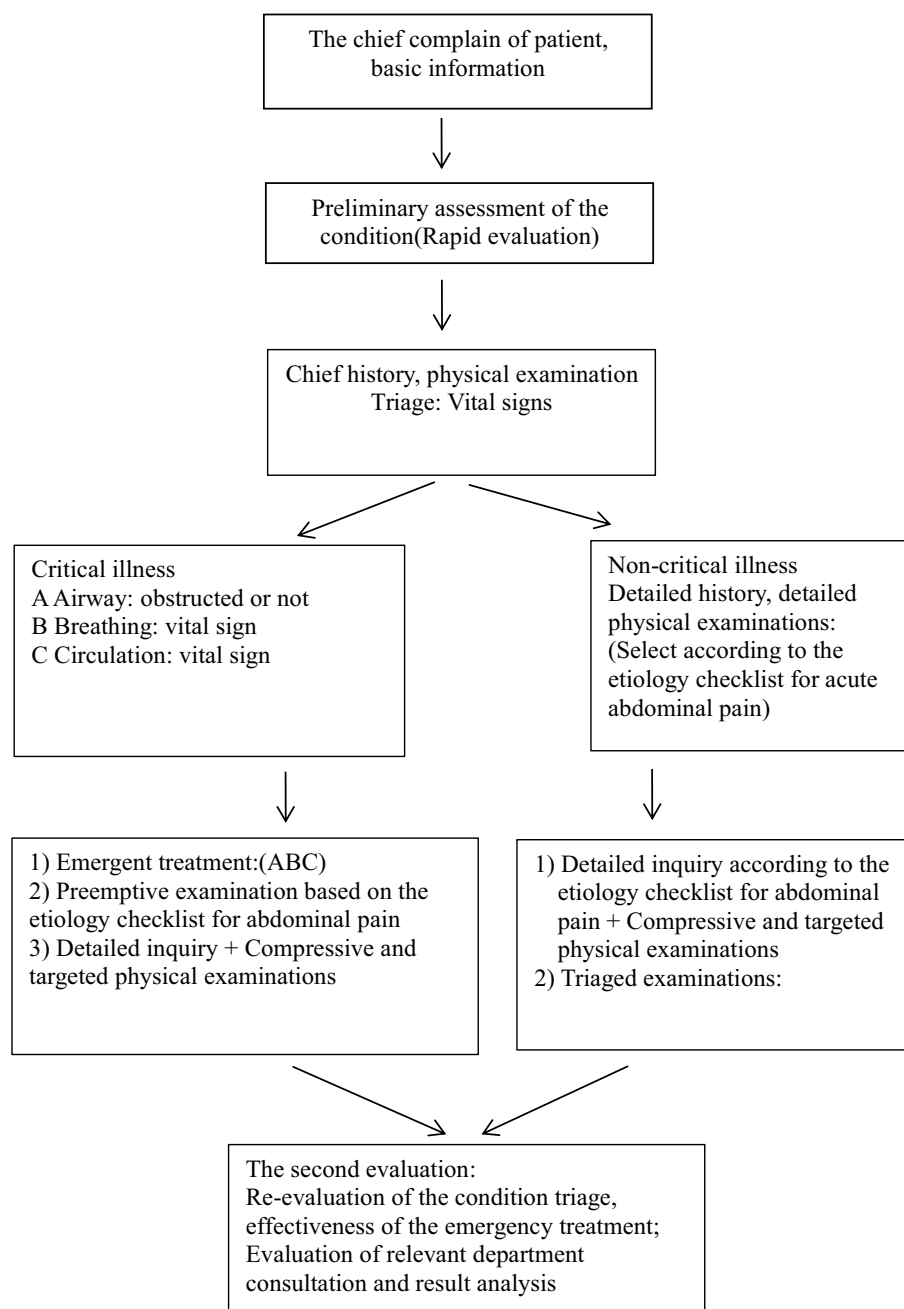 The chief complain of patient,
basic information
Preliminary assessment of the
condition(Rapid evaluation)
Chief history, physical examination
Triage: Vital signs
Critical illness
A Airway: obstructed or not
B Breathing: vital sign
C Circulation: vital sign
Non-critical illness
Detailed history, detailed
physical examinations:
(Select according to the
etiology checklist for acute
abdominal pain)
1) Emergent treatment:(ABC)
2) Preemptive examination based on the
etiology checklist for abdominal pain
3) Detailed inquiry + Compressive and
targeted physical examinations
1) Detailed inquiry according to the
etiology checklist for abdominal
pain + Compressive and targeted
physical examinations
2) Triaged examinations:
The second evaluation:
Re-evaluation of the condition triage,
effectiveness of the emergency treatment;
Evaluation of relevant department
consultation and result analysis